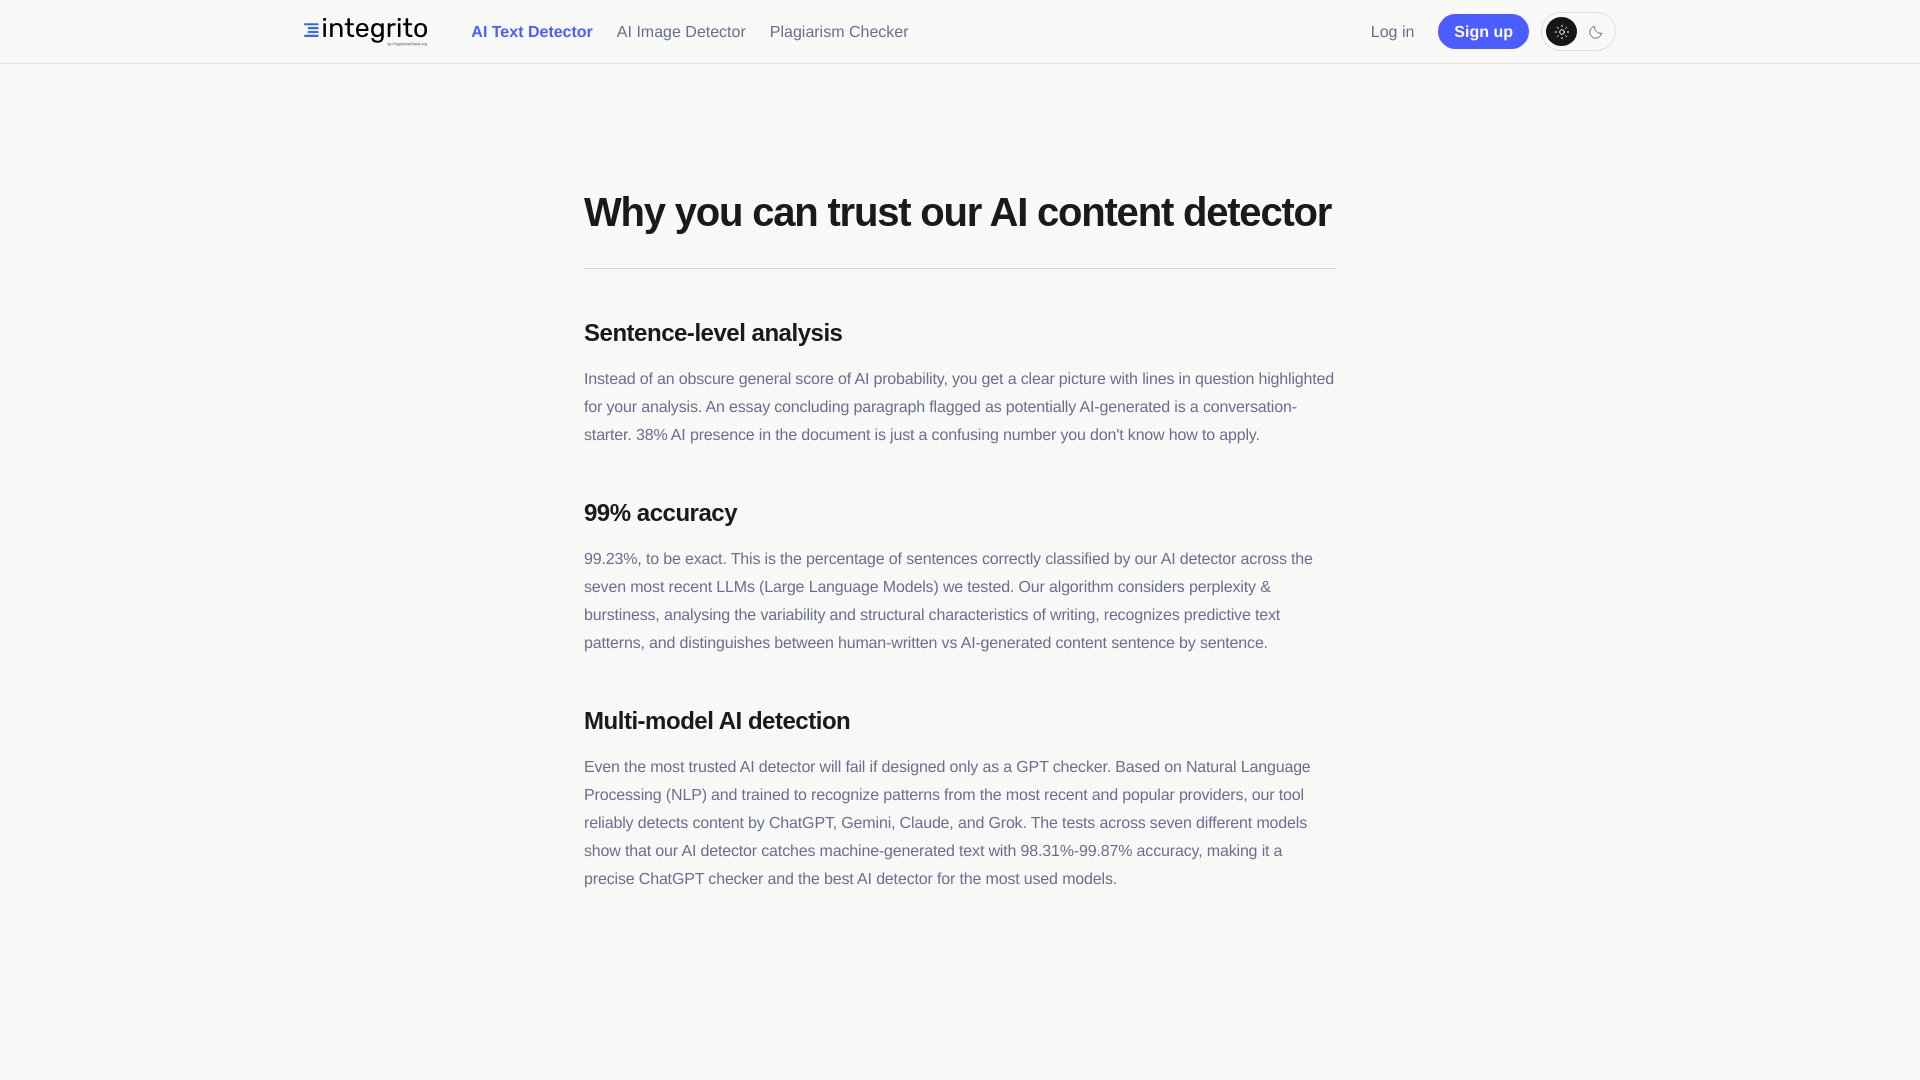 integrito
by PlagiarismCheck.org
AI Text Detector
AI Image Detector
Plagiarism Checker
Log in
Sign up
Why you can trust our AI content detector
Sentence-level analysis
Instead of an obscure general score of AI probability, you get a clear picture with lines in question highlighted
for your analysis. An essay concluding paragraph flagged as potentially AI-generated is a conversation-
starter. 38% AI presence in the document is just a confusing number you don't know how to apply.
99% accuracy
99.23%, to be exact. This is the percentage of sentences correctly classified by our AI detector across the
seven most recent LLMs (Large Language Models) we tested. Our algorithm considers perplexity &
burstiness, analysing the variability and structural characteristics of writing, recognizes predictive text
patterns, and distinguishes between human-written vs AI-generated content sentence by sentence.
Multi-model AI detection
Even the most trusted AI detector will fail if designed only as a GPT checker. Based on Natural Language
Processing (NLP) and trained to recognize patterns from the most recent and popular providers, our tool
reliably detects content by ChatGPT, Gemini, Claude, and Grok. The tests across seven different models
show that our AI detector catches machine-generated text with 98.31%-99.87% accuracy, making it a
precise ChatGPT checker and the best AI detector for the most used models.